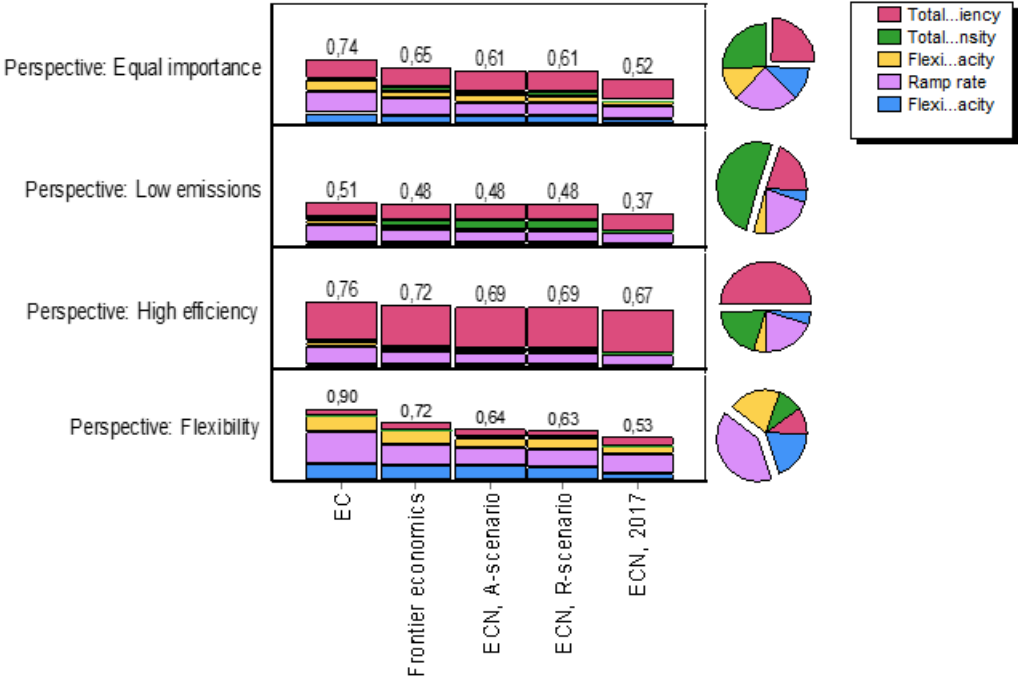 Total...iency
Total...nsity
Flexi...acity
Ramp rate
Flexi...acity
Perspective: Equal importance
0,74
0,65
0,61
0,61
0,52
Perspective: Low emissions
0,51
0,48
0,48
0,48
0,37
Perspective: High efficiency
0,76
0,72
0,69
0,69
0,67
Perspective: Flexibility
0,90
0,72
0,64
0,63
0,53
EC
Frontier economics
ECN, A-scenario
ECN, R-scenario
ECN, 2017